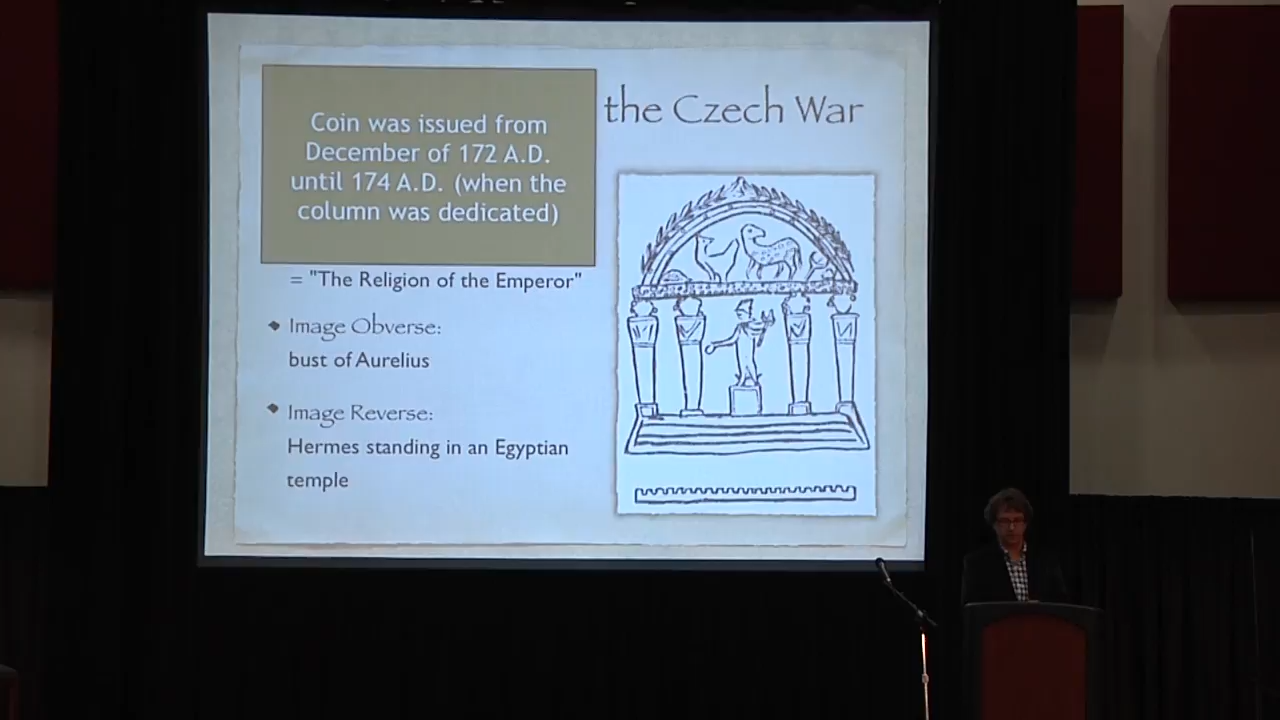 the Czech War
Coin was issued from
December of 172 A.D.
until 174 A.D. (when the
column was dedicated)
= "The Religion of the Emperor"
Image Obverse:
bust of Aurelius
Image Reverse:
Hermes standing in an Egyptian
temple